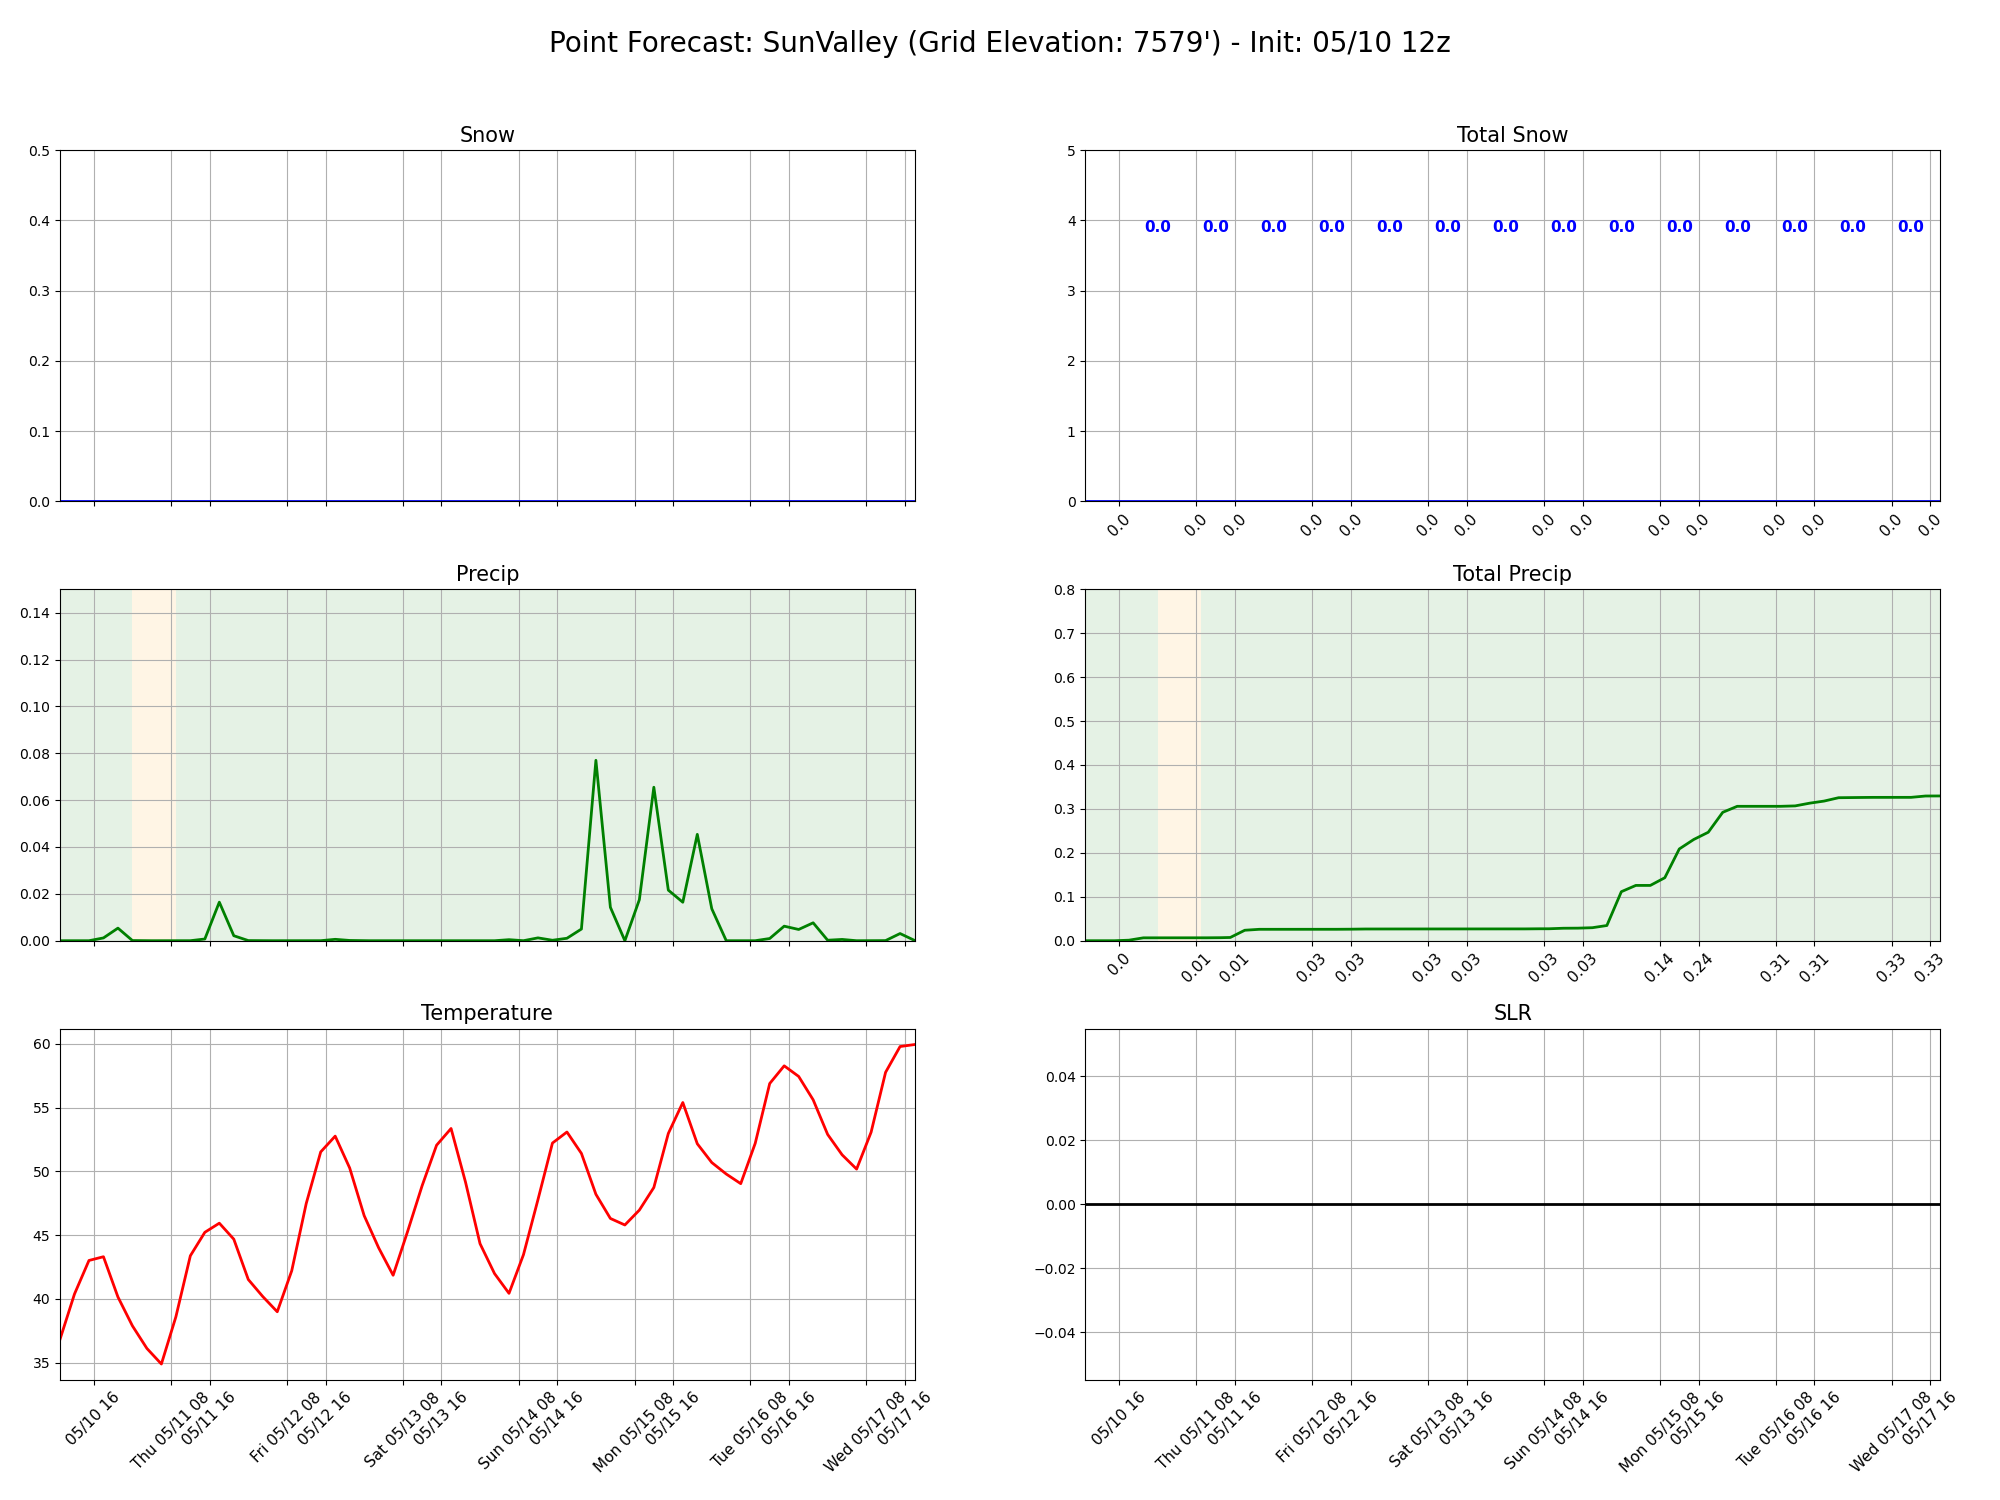 Point Forecast: SunValley (Grid Elevation: 7579') - Init: 05/10 12z
Snow
0.5
0.4
0.3
0.2
0.1
0.0
Total Snow
5
4
3
2
1
0
0.0 0.0 0.0 0.0 0.0 0.0 0.0 0.0 0.0 0.0 0.0 0.0 0.0 0.0
0.0 0.0 0.0 0.0 0.0 0.0 0.0 0.0 0.0 0.0 0.0 0.0 0.0 0.0 0.0
Precip
0.14
0.12
0.10
0.08
0.06
0.04
0.02
0.00
Total Precip
0.8
0.7
0.6
0.5
0.4
0.3
0.2
0.1
0.0
0.0 0.01 0.01 0.03 0.03 0.03 0.03 0.03 0.03 0.14 0.24 0.31 0.31 0.33 0.33
Temperature
60
55
50
45
40
35
05/10 16
Thu 05/11 08
05/11 16
Fri 05/12 08
05/12 16
Sat 05/13 08
05/13 16
Sun 05/14 08
05/14 16
Mon 05/15 08
05/15 16
Tue 05/16 08
05/16 16
Wed 05/17 08
05/17 16
SLR
0.04
0.02
0.00
−0.02
−0.04
05/10 16
Thu 05/11 08
05/11 16
Fri 05/12 08
05/12 16
Sat 05/13 08
05/13 16
Sun 05/14 08
05/14 16
Mon 05/15 08
05/15 16
Tue 05/16 08
05/16 16
Wed 05/17 08
05/17 16